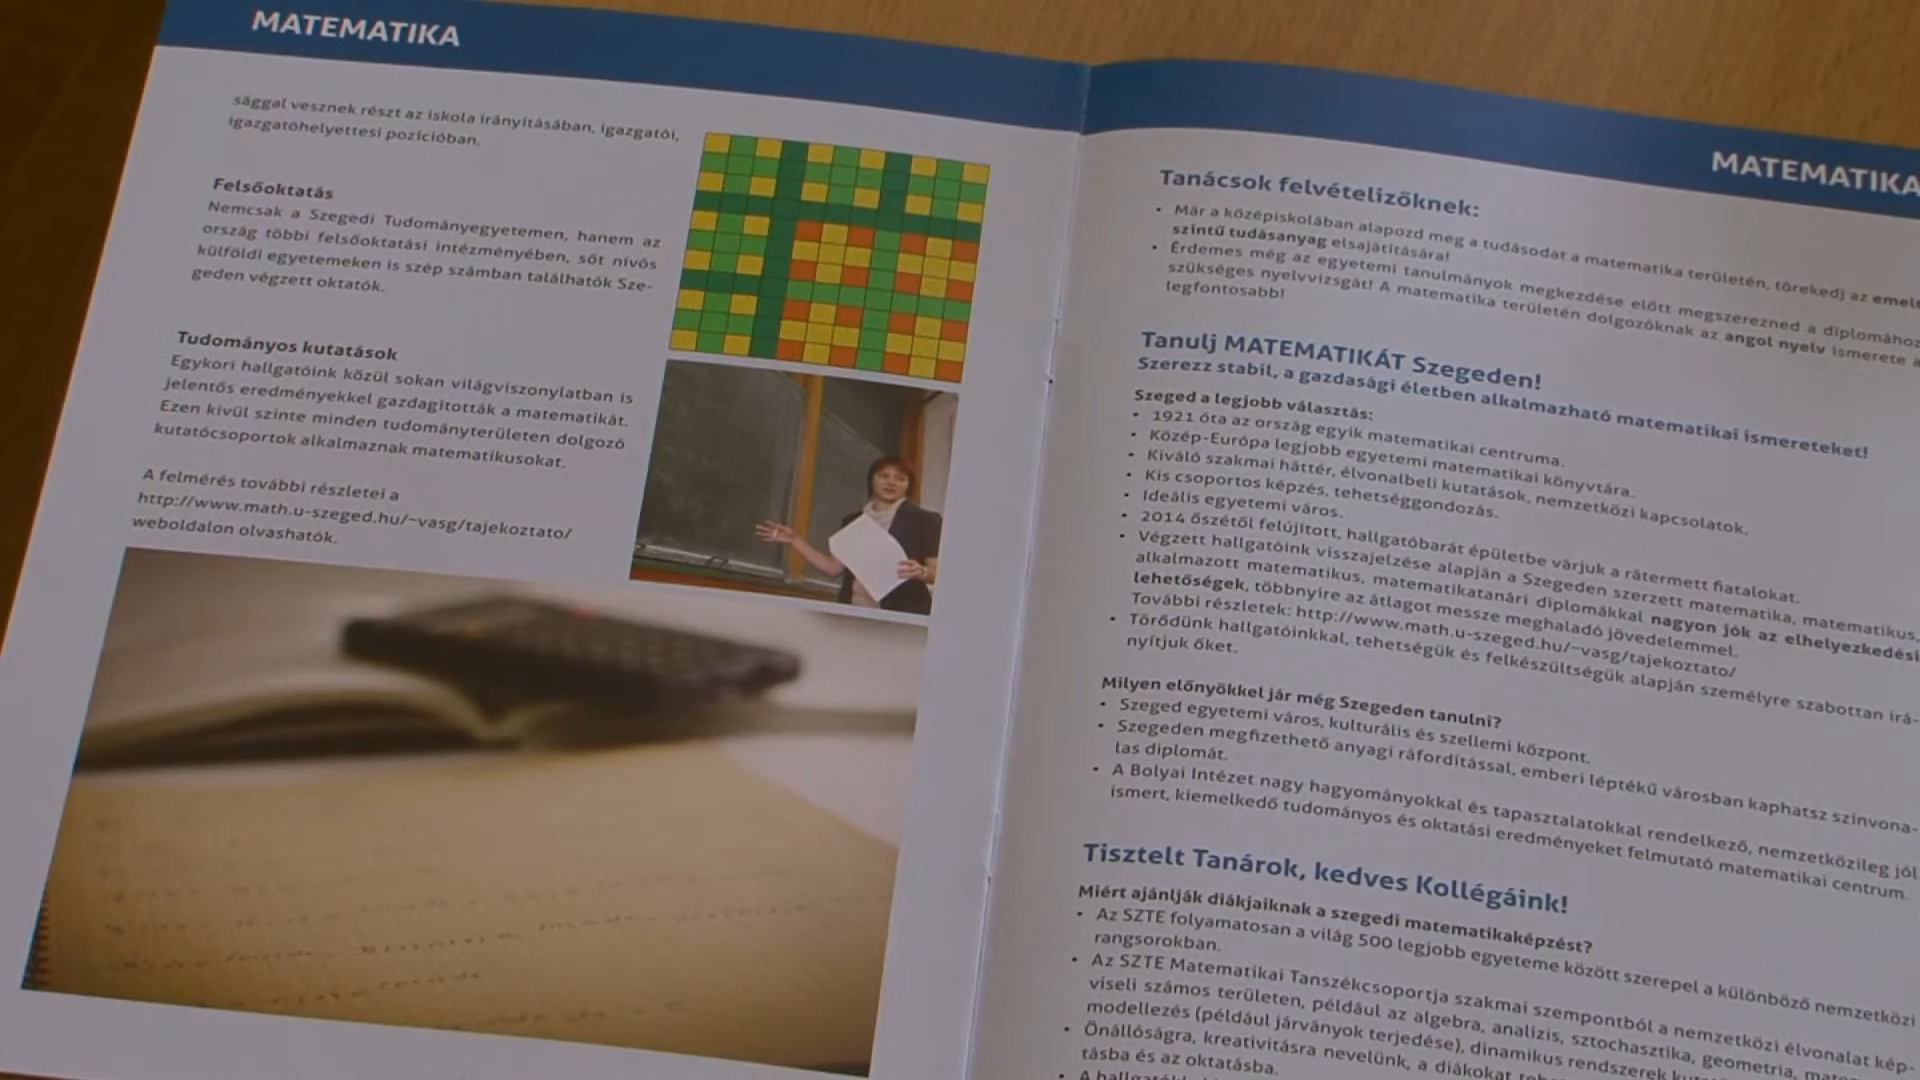 MATEMATIKA
sággal vesznek részt az iskola irányításában, igazgatói,
igazgatóhelyettesi pozícióban.
Felsőoktatás
Nemcsak a Szegedi Tudományegyetemen, hanem az
ország többi felsőoktatási intézményében, sőt nívós
külföldi egyetemeken is szép számban találhatók Sze-
geden végzett oktatók.
Tudományos kutatások
Egykori hallgatóink közül sokan világviszonylatban is
jelentős eredményekkel gazdagították a matematikát.
Ezen kívül szinte minden tudományterületen dolgozó
kutatócsoportok alkalmaznak matematikusokat.
A felmérés további részletei a
http://www.math.u-szeged.hu/~vasg/tajekoztato/
weboldalon olvashatók.
MATEMATIKA
Tanácsok felvételizőknek:
• Már a középiskolában alapozd meg a tudásodat a matematika területén, törekedj az
szintű tudásanyag elsajátítására!
• Érdemes még az egyetemi tanulmányok megkezdése előtt megszerezned a diplomához
szükséges nyelvvizsgát! A matematika területén dolgozóknak az angol nyelv ismerete a
legfontosabb!
Tanulj MATEMATIKÁT Szegeden!
Szerezz stabil, a gazdasági életben alkalmazható matematikai ismereteket!
Szeged a legjobb választás:
• 1921 óta az ország egyik matematikai centruma.
• Közép-Európa legjobb egyetemi matematikai könyvtára.
• Kiváló szakmai háttér, élvonalbeli kutatások, nemzetközi kapcsolatok.
• Kis csoportos képzés, tehetséggondozás.
• Ideális egyetemi város.
• 2014 őszétől felújított, hallgatóbarát épületbe várjuk a rátermett fiatalokat.
• Végzett hallgatóink visszajelzése alapján a Szegeden szerzett matematika, matematikus,
alkalmazott matematikus, matematikatanári diplomákkal nagyon jók az elhelyezkedési
lehetőségek, többnyire az átlagot messze meghaladó jövedelemmel.
További részletek: http://www.math.u-szeged.hu/~vasg/tajekoztato/
• Törődünk hallgatóinkkal, tehetségük és felkészültségük alapján személyre szabottan irá-
nyítjuk őket.
Milyen előnyökkel jár még Szegeden tanulni?
• Szeged egyetemi város, kulturális és szellemi központ.
• Szegeden megfizethető anyagi ráfordítással, emberi léptékű városban kaphatsz színvona-
las diplomát.
• A Bolyai Intézet nagy hagyományokkal és tapasztalatokkal rendelkező, nemzetközileg jól
ismert, kiemelkedő tudományos és oktatási eredményeket felmutató matematikai centrum.
Tisztelt Tanárok, kedves Kollégáink!
Miért ajánlják diákjaiknak a szegedi matematikaképzést?
• Az SZTE folyamatosan a világ 500 legjobb egyeteme között szerepel a különböző nemzetközi
rangsorokban.
• Az SZTE Matematikai Tanszékcsoportja szakmai szempontból a nemzetközi élvonalat kép-
viseli számos területen, például az algebra, analízis, sztochasztika, geometria,
modellezés (például járványok terjedése), dinamikus rendszerek
• Önállóságra, kreativitásra nevelünk, a diákokat
tásba és az oktatásba.